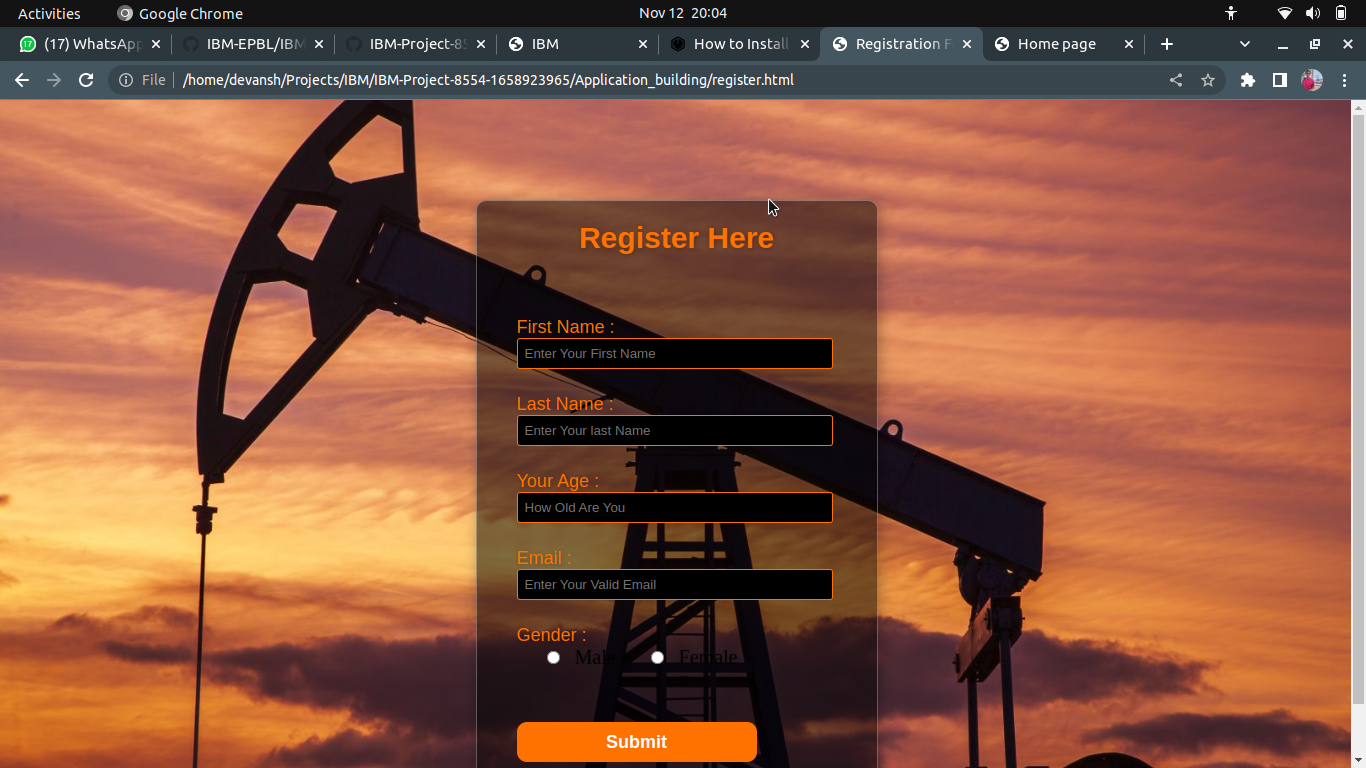 Activities Google Chrome Nov 12 20:04
(17) WhatsApp IBM-EPBL/IBM IBM-Project-85 IBM How to Install Registration F Home page
File /home/devansh/Projects/IBM/IBM-Project-8554-1658923965/Application_building/register.html
Register Here
First Name :
Enter Your First Name
Last Name :
Enter Your last Name
Your Age :
How Old Are You
Email :
Enter Your Valid Email
Gender :
Male Female
Submit